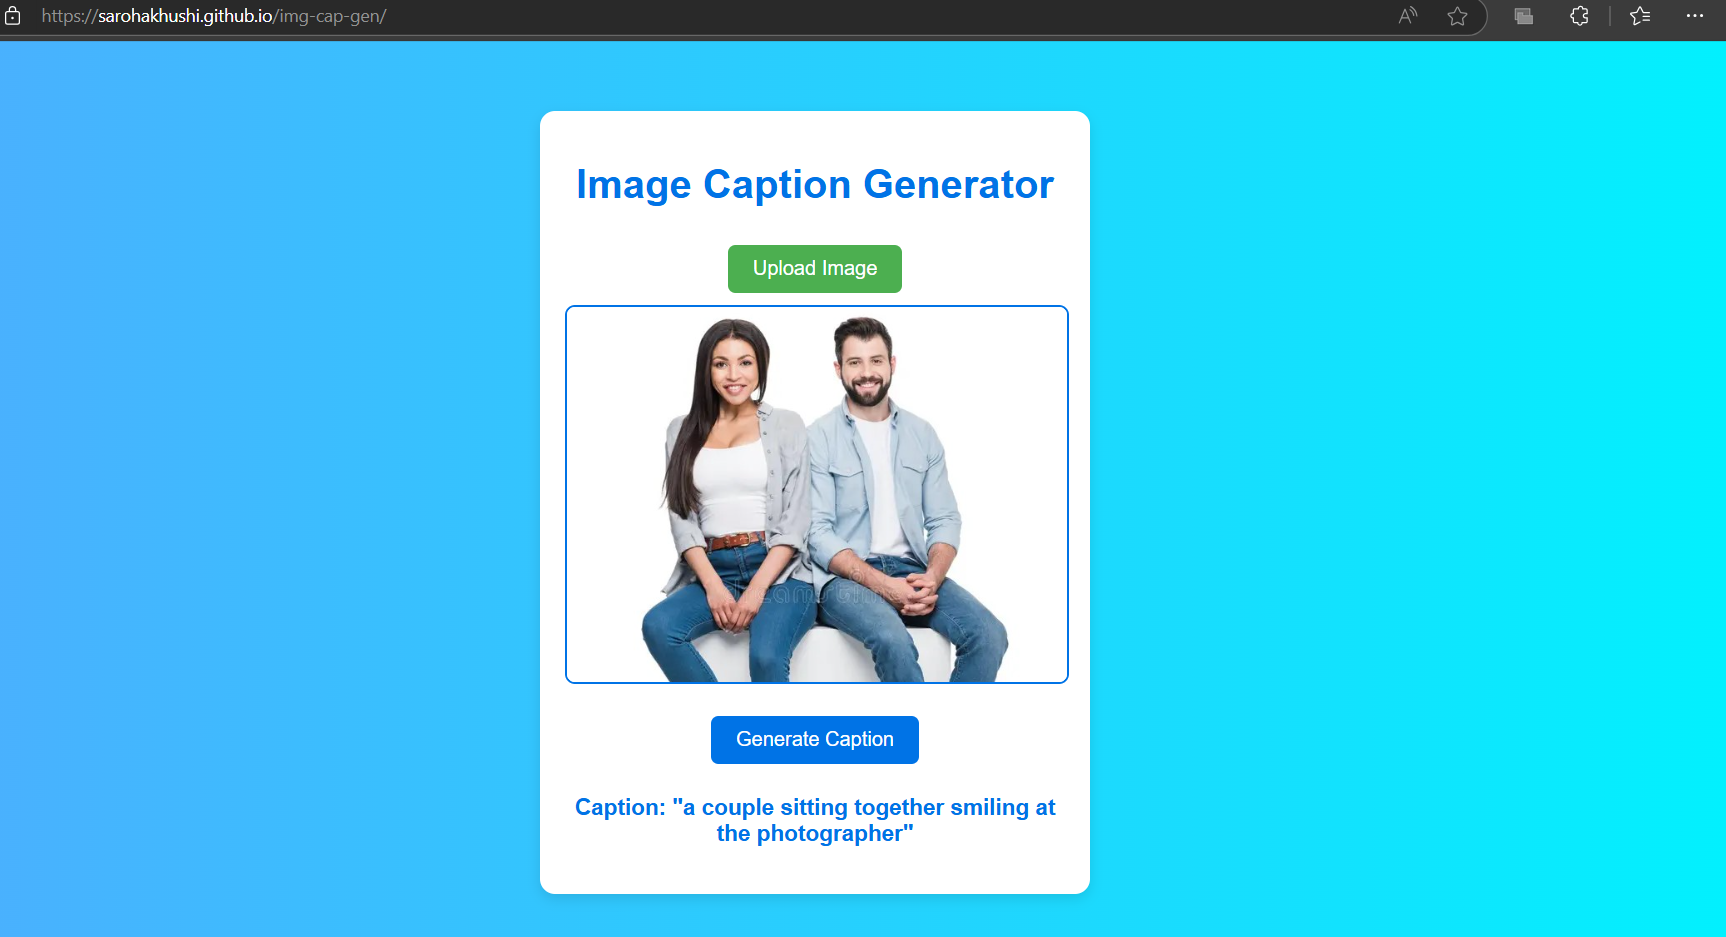 https://sarohakhushi.github.io/img-cap-gen/
Image Caption Generator
Upload Image
dreamstime
Generate Caption
Caption: "a couple sitting together smiling at
the photographer"